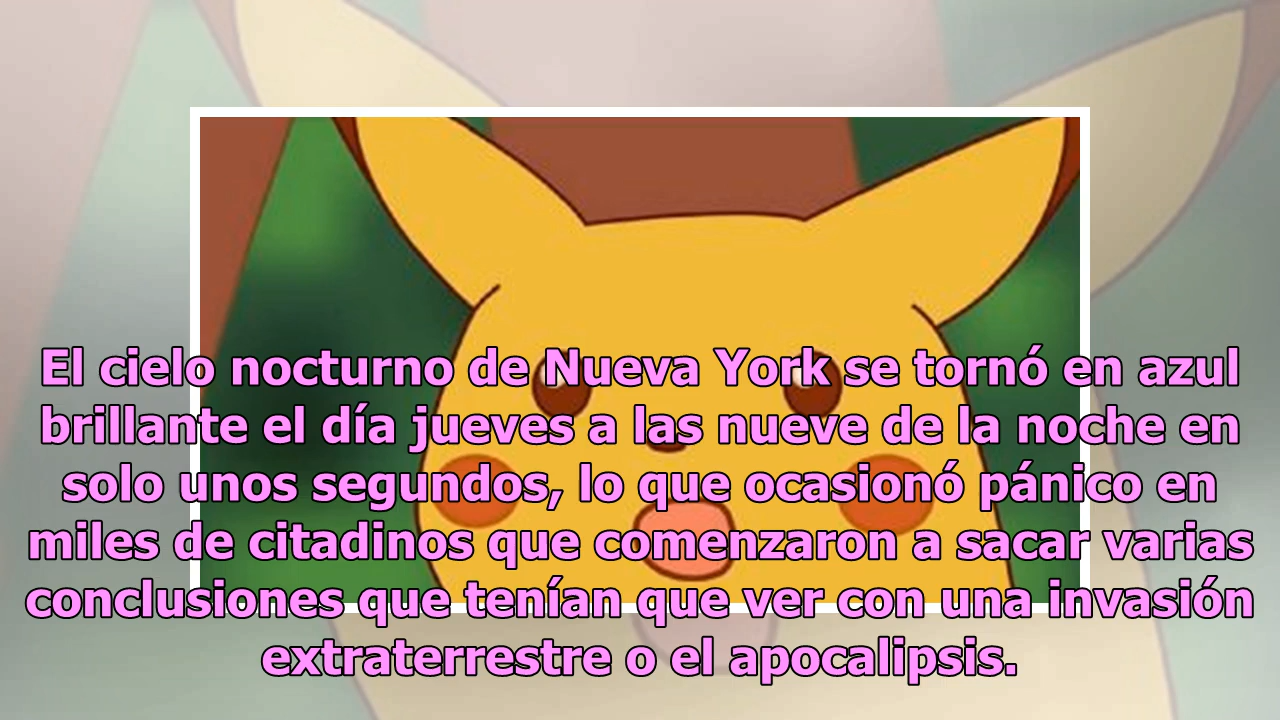 El cielo nocturno de Nueva York se tornó en azul
brillante el día jueves a las nueve de la noche en
solo unos segundos, lo que ocasionó pánico en
miles de citadinos que comenzaron a sacar varias
conclusiones que tenían que ver con una invasión
extraterrestre o el apocalipsis.